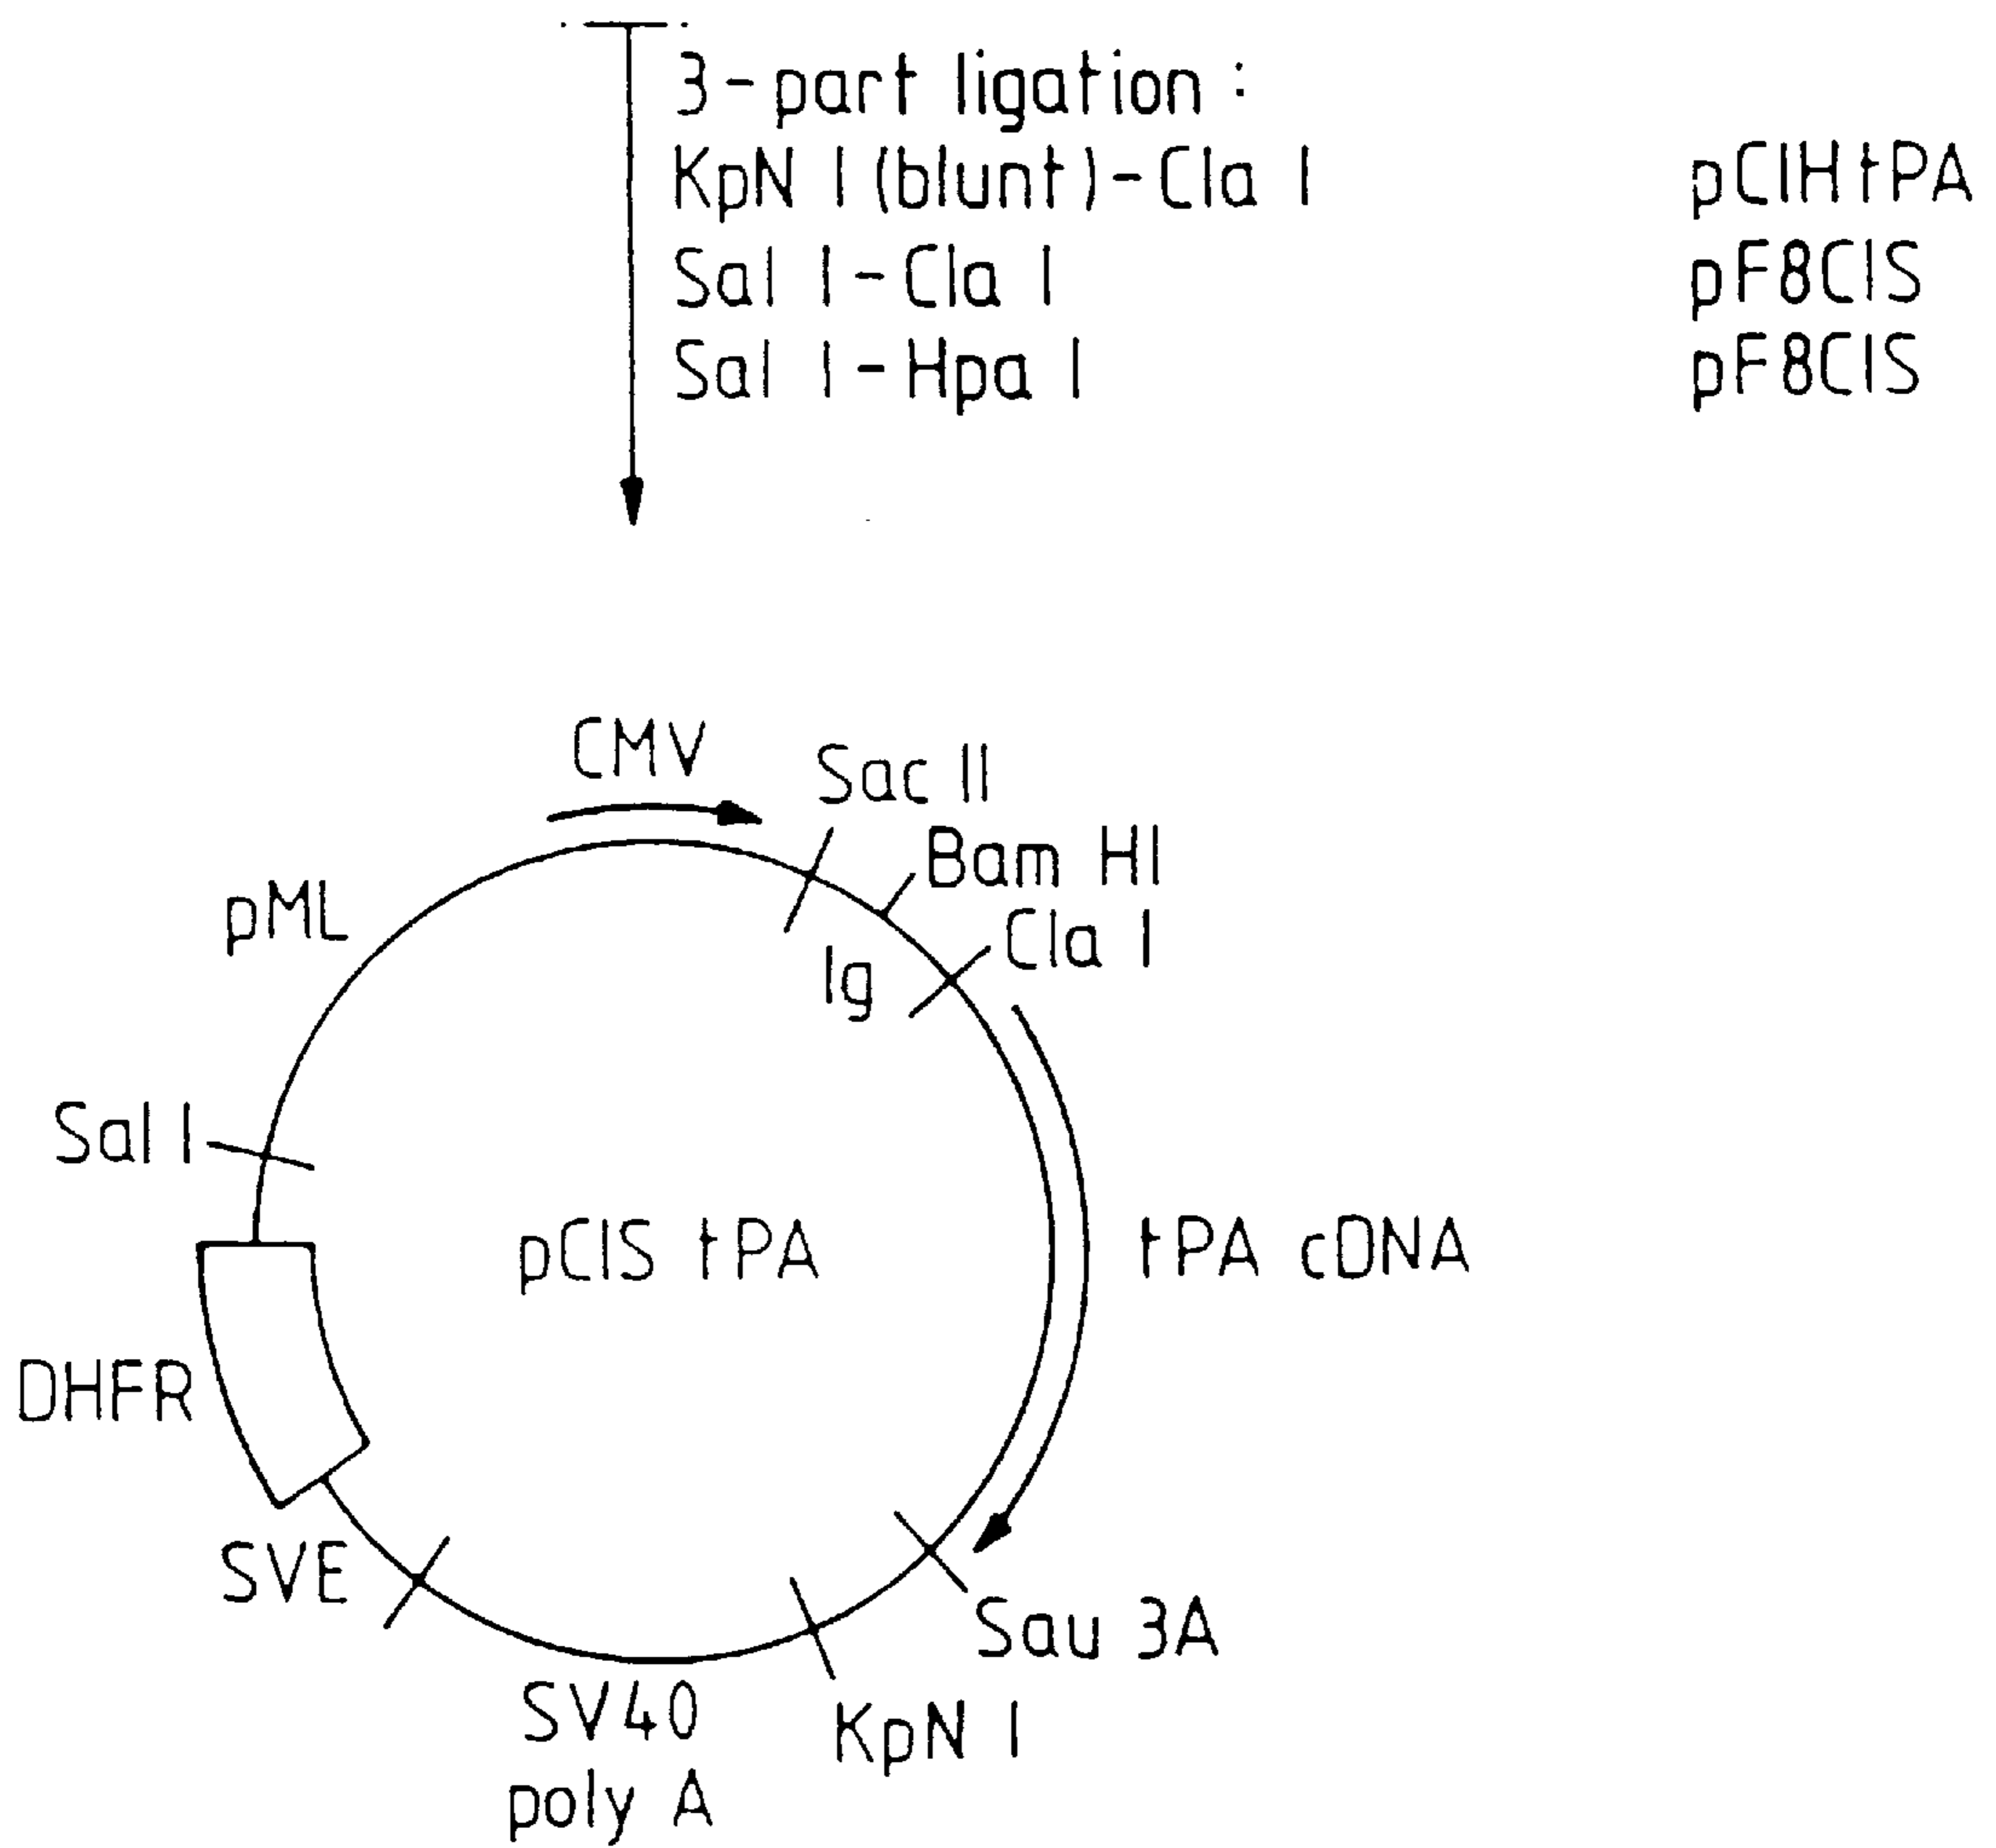 3-part ligation :
KpN I (blunt)-Cla I pCIHtPA
Sal I-Cla I pF8CIS
Sal I-Hpa I pF8CIS
CMV
Sac II
Bam HI
pML
Cla I
Ig
Sal I
pCIS tPA
tPA cDNA
DHFR
SVE
Sau 3A
SV40
KpN I
poly A